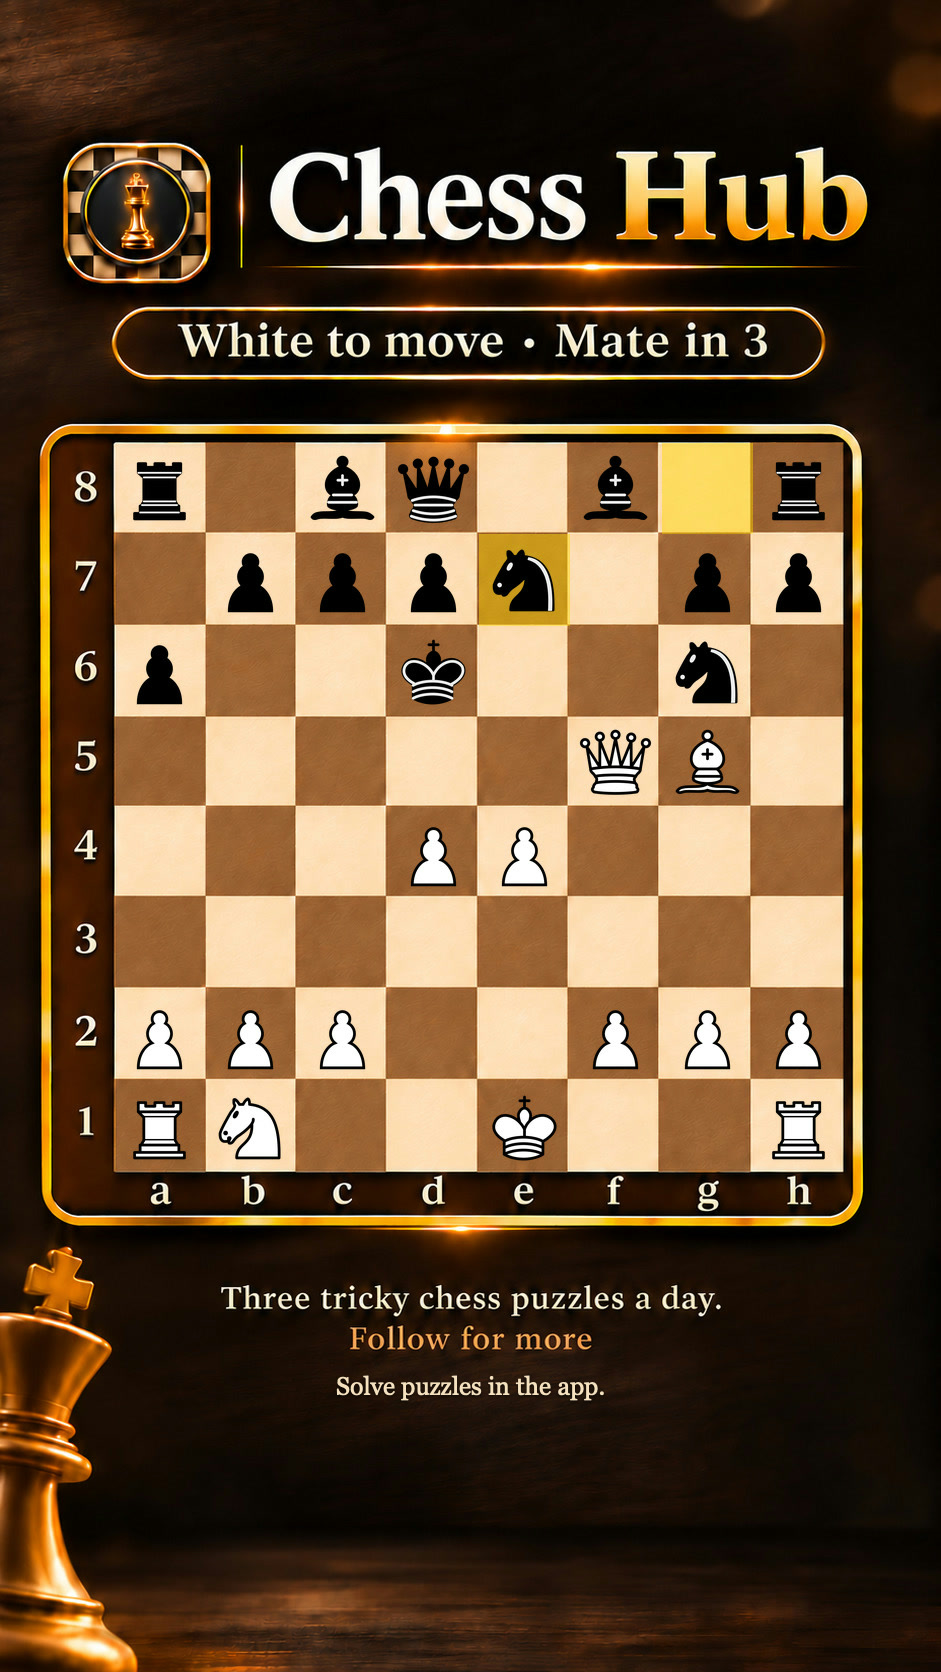 Chess Hub
White to move • Mate in 3
8
7
6
5
4
3
2
1
a b c d e f g h
Three tricky chess puzzles a day.
Follow for more
Solve puzzles in the app.